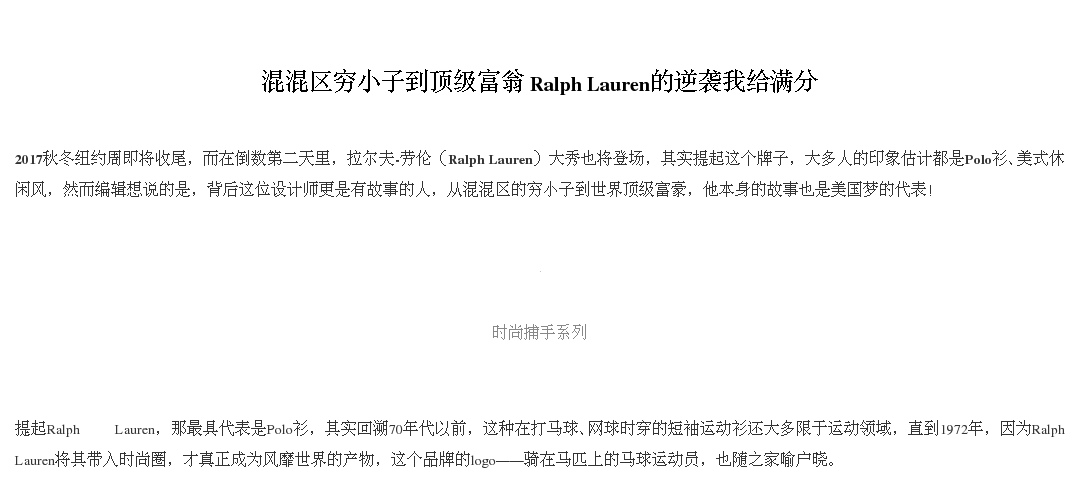 混混区穷小子到顶级富翁 Ralph Lauren的逆袭我给满分
2017秋冬纽约周即将收尾，而在倒数第二天里，拉尔夫-劳伦（Ralph Lauren）大秀也将登场，其实提起这个牌子，大多人的印象估计都是Polo衫、美式休
闲风，然而编辑想说的是，背后这位设计师更是有故事的人，从混混区的穷小子到世界顶级富豪，他本身的故事也是美国梦的代表！
时尚捕手系列
提起Ralph Lauren，那最具代表是Polo衫，其实回溯70年代以前，这种在打马球、网球时穿的短袖运动衫还大多限于运动领域，直到1972年，因为Ralph
Lauren将其带入时尚圈，才真正成为风靡世界的产物，这个品牌的logo——骑在马匹上的马球运动员，也随之家喻户晓。